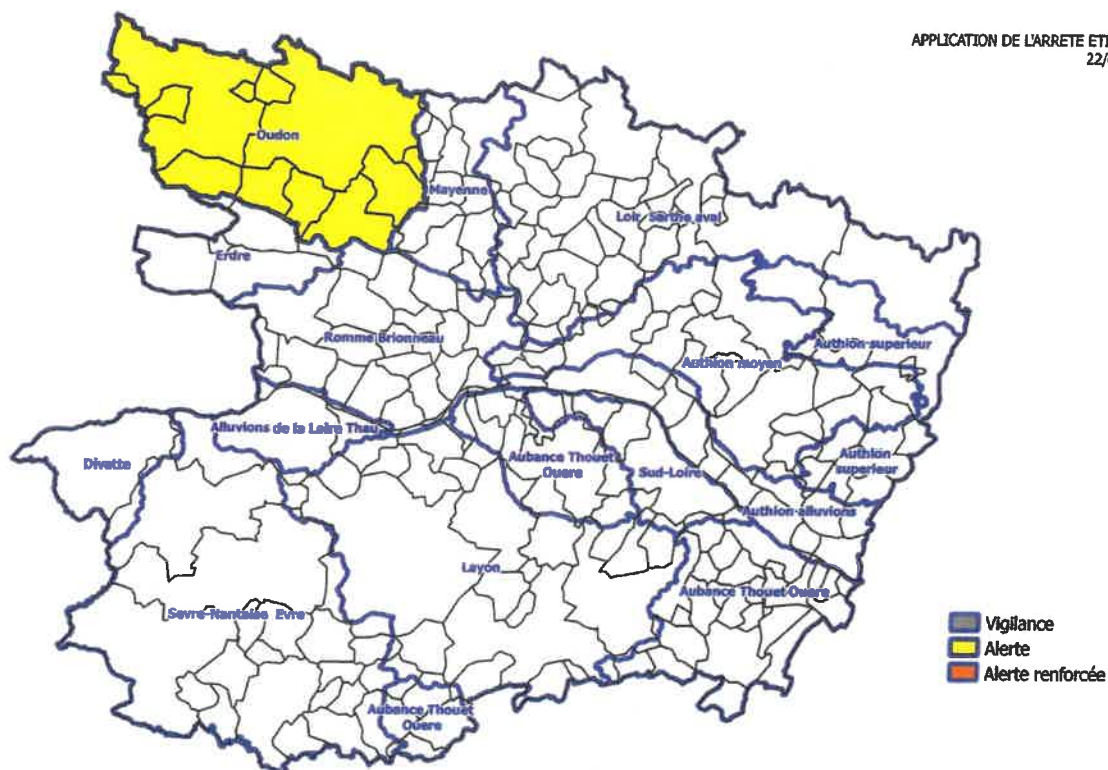 APPLICATION DE L'ARRETE ETI
22/
Oudon
Mayenne
Loir Sarthe aval
Erdre
Romme Brionneau
Authion superieur
Authion moyen
Alluvions de la Loire Thau
Divatte
Aubance Thouet
Ouere
Sud-Loire
Authion
superieur
Authion-alluvions
Layon
Aubance Thouet Ouere
Sevre-Nantaise Evre
Vigilance
Alerte
Alerte renforcée
Aubance Thouet
Ouere